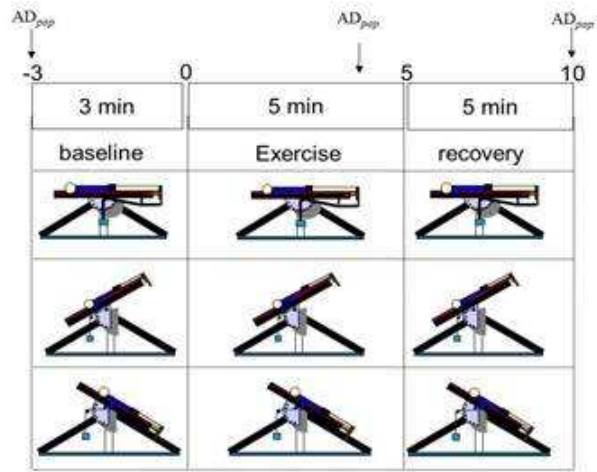 AD_pop AD_pop AD_pop
-3 0 5 10
3 min 5 min 5 min
baseline Exercise recovery